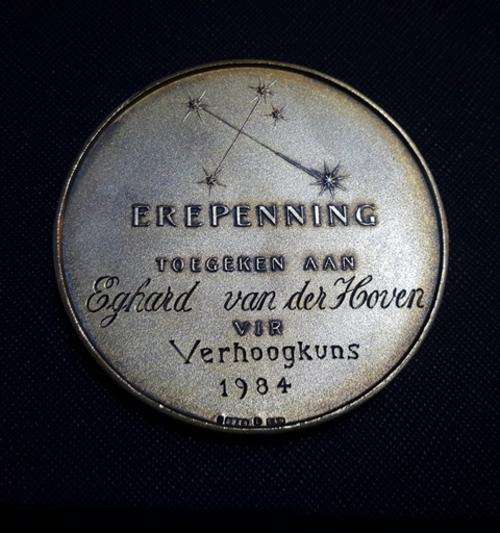 EREPENNING
TOEGEKEN AAN
Eghard van der Hoven
VIR
Verhoogkuns
1984